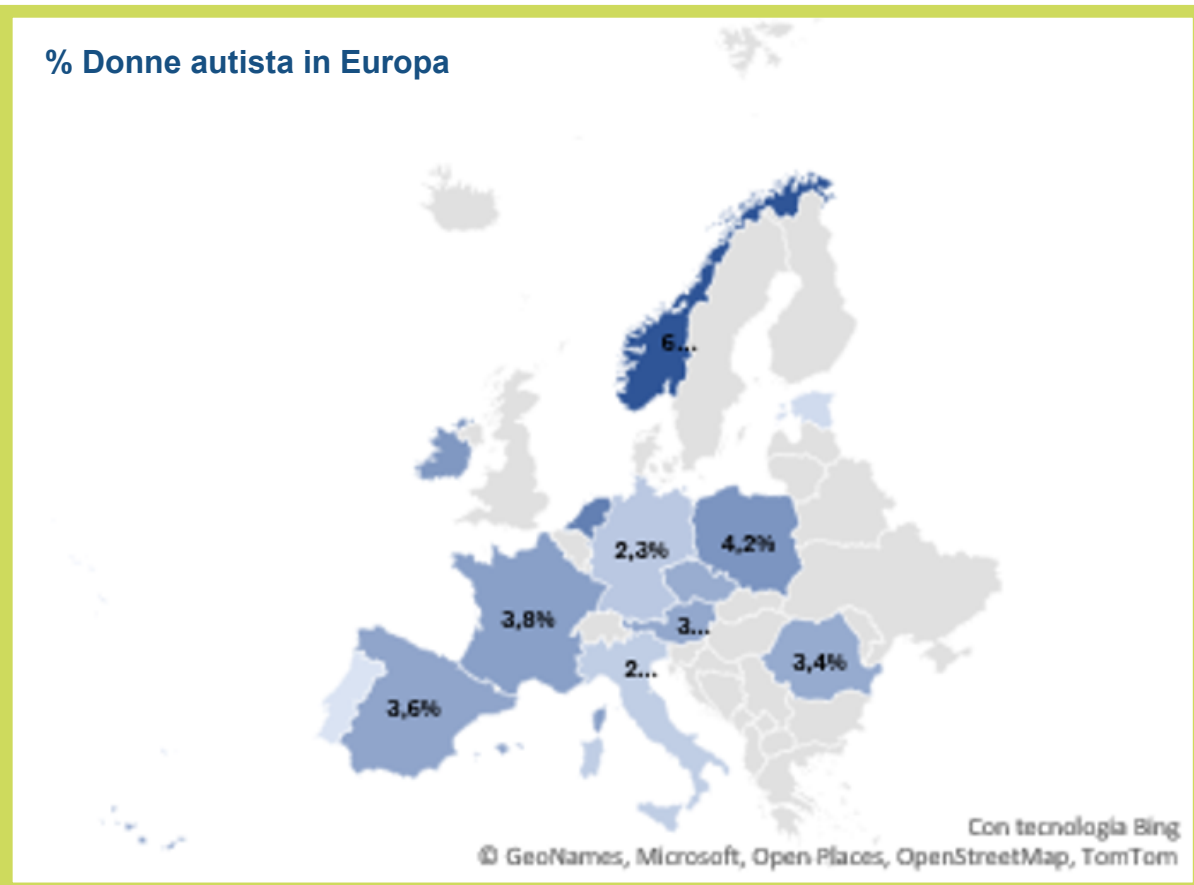 % Donne autista in Europa
6...
2,3%
4,2%
3,8%
3...
3,4%
2...
3,6%
Con tecnologia Bing
© GeoNames, Microsoft, Open Places, OpenStreetMap, TomTom